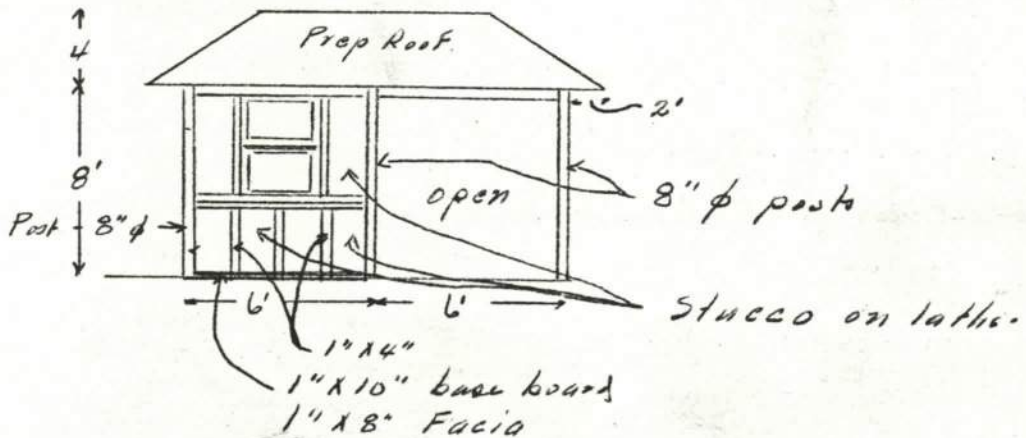 Prep Roof.
4
2'
8'
open
8" φ posts
Post - 8" φ
6'
6'
Stucco on lathe.
1" X 4"
1" X 10" base board
1" X 8" Facia